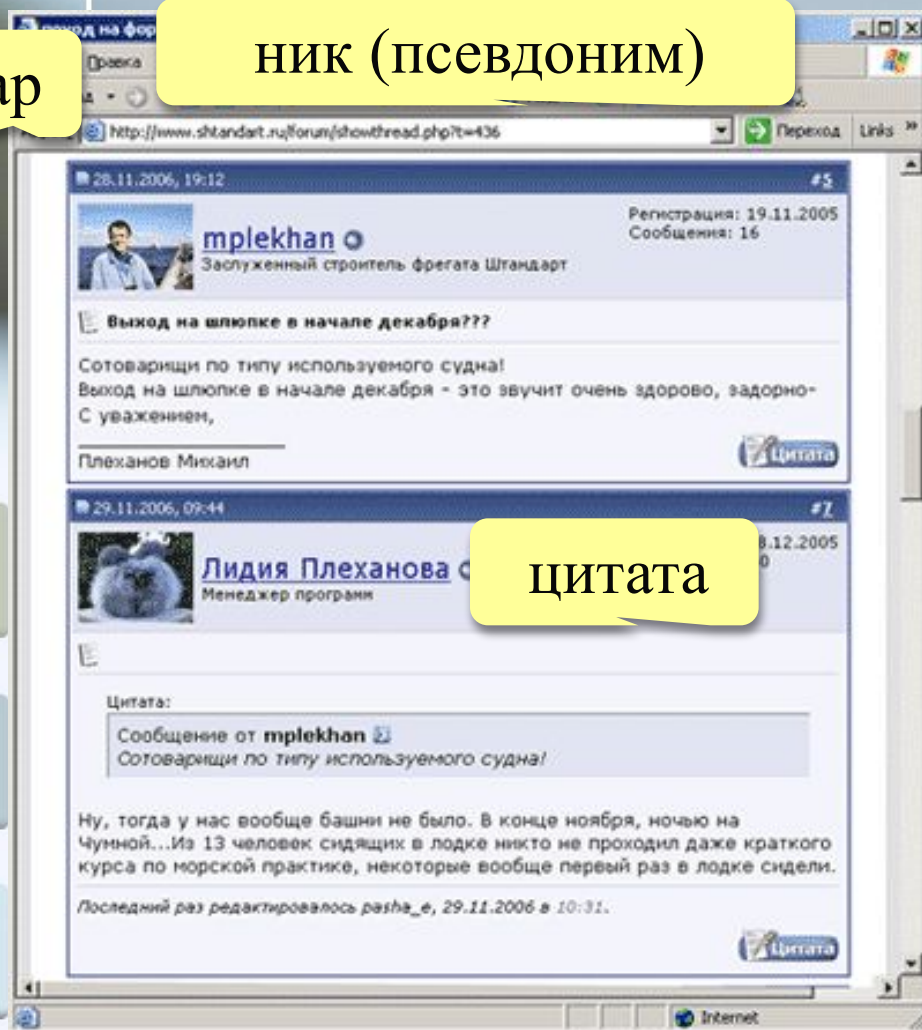 ник (псевдоним)
Правка
http://www.shtandart.ru/forum/showthread.php?t=436
Переход Links »
28.11.2006, 19:12 #5
mplekhan
Заслуженный строитель фрегата Штандарт
Регистрация: 19.11.2005
Сообщения: 16
Выход на шлюпке в начале декабря???
Сотоварищи по типу используемого судна!
Выход на шлюпке в начале декабря - это звучит очень здорово, задорно-
С уважением,
Плеханов Михаил
Цитата
29.11.2006, 09:44 #7
Лидия Плеханова
Менеджер программ
цитата
8.12.2005
0
Цитата:
Сообщение от mplekhan
Сотоварищи по типу используемого судна!
Ну, тогда у нас вообще башни не было. В конце ноября, ночью на
Чумной...Из 13 человек сидящих в лодке никто не проходил даже краткого
курса по морской практике, некоторые вообще первый раз в лодке сидели.
Последний раз редактировалось pasha_e, 29.11.2006 в 10:31.
Цитата
Internet